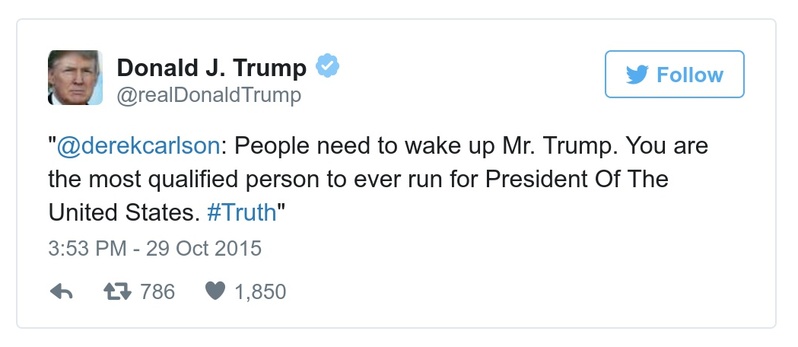 Donald J. Trump
@realDonaldTrump
Follow
"@derekcarlson: People need to wake up Mr. Trump. You are
the most qualified person to ever run for President Of The
United States. #Truth"
3:53 PM - 29 Oct 2015
786 1,850